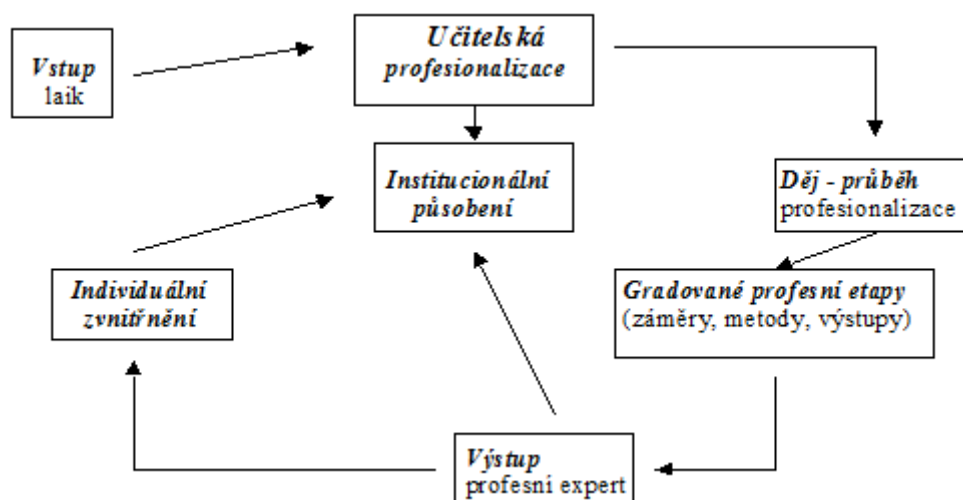 Vstup
laik
Učitelská
profesionalizace
Institucionální
působení
Děj - průběh
profesionalizace
Individuální
zvnitřnění
Gradované profesní etapy
(záměry, metody, výstupy)
Výstup
profesní expert